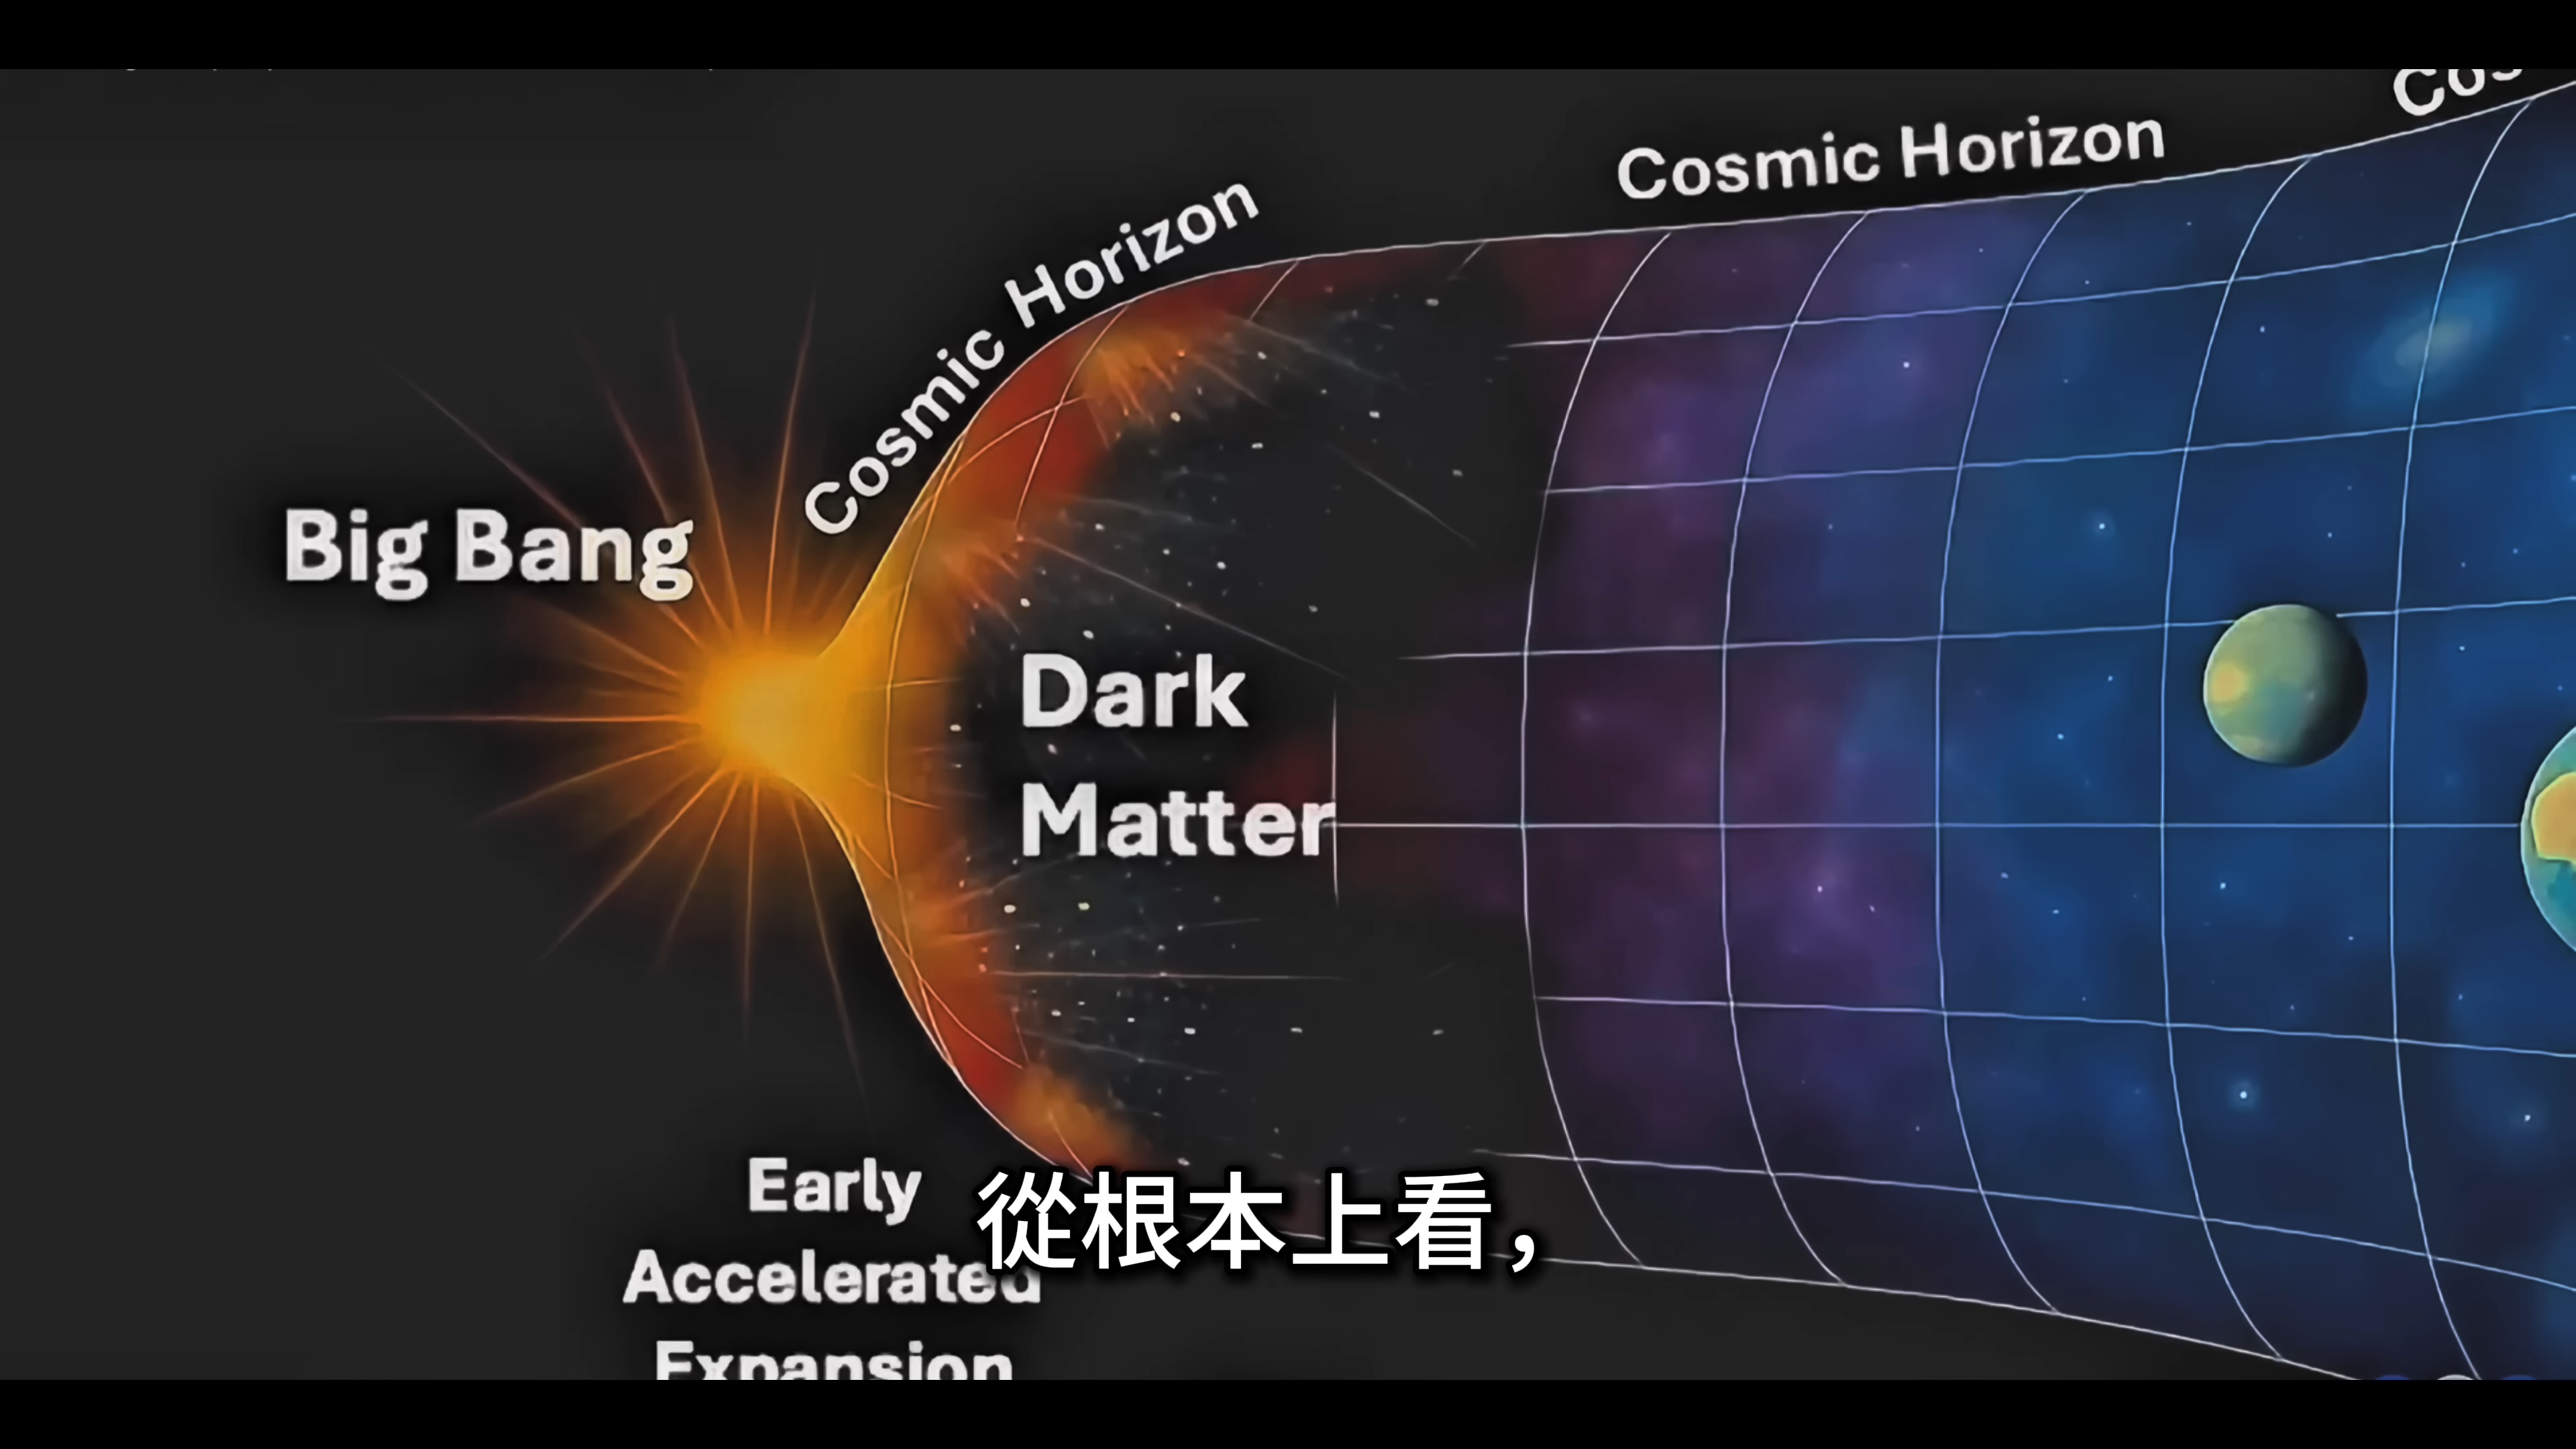 Cosmic Horizon
Cosmic Horizon
Big Bang
Dark
Matter
Early
Accelerated
Expansion
從根本上看，